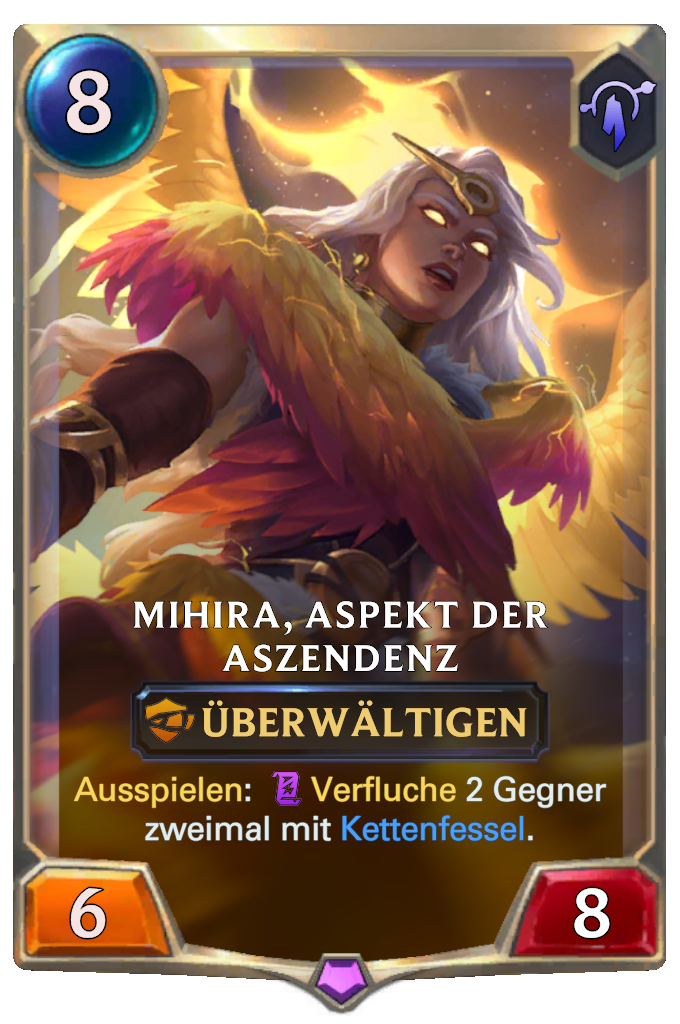 8
MIHIRA, ASPEKT DER
ASZENDENZ
ÜBERWÄLTIGEN
Ausspielen: Verfluche 2 Gegner
zweimal mit Kettenfessel.
6 8